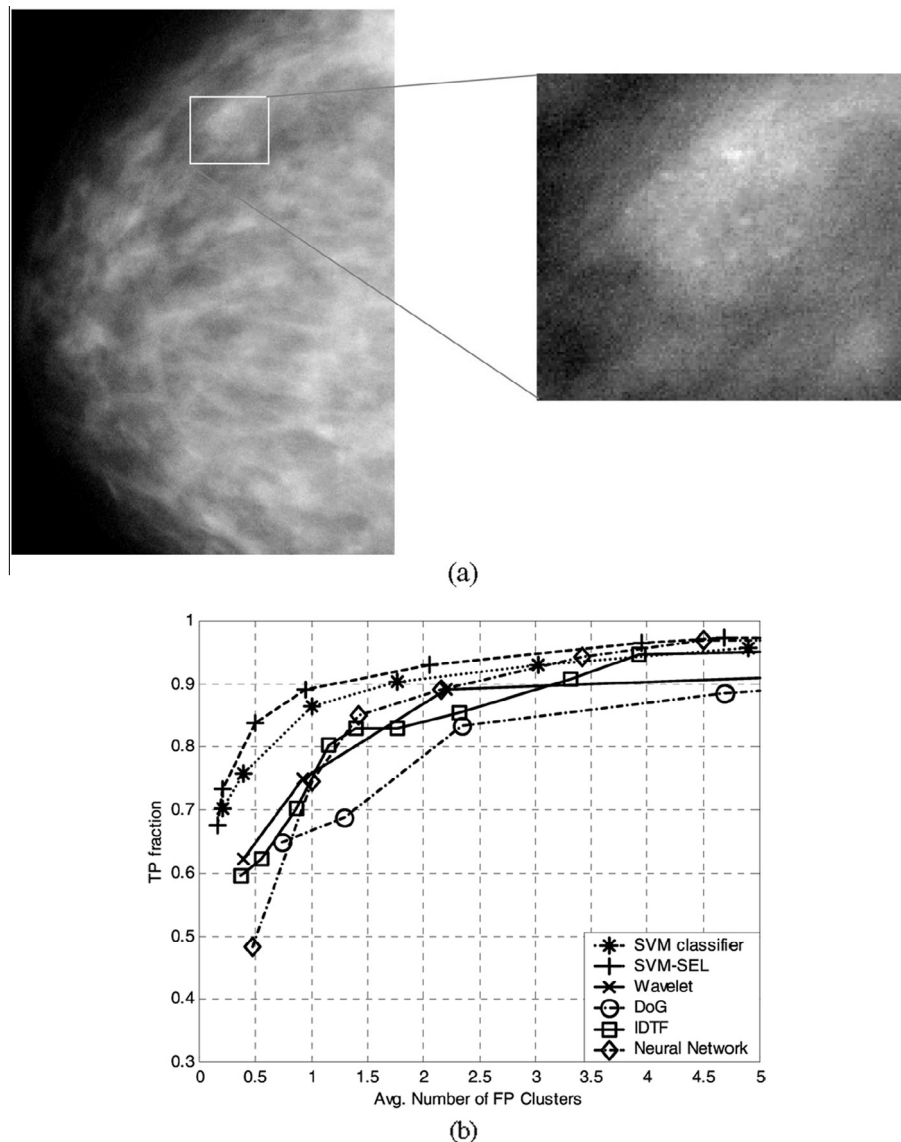 (a)
1
0.9
0.8
0.7
0.6
0.5
0.4
0.3
TP fraction
0 0.5 1 1.5 2 2.5 3 3.5 4 4.5 5
Avg. Number of FP Clusters
SVM classifier
SVM-SEL
Wavelet
DoG
IDTF
Neural Network
(b)